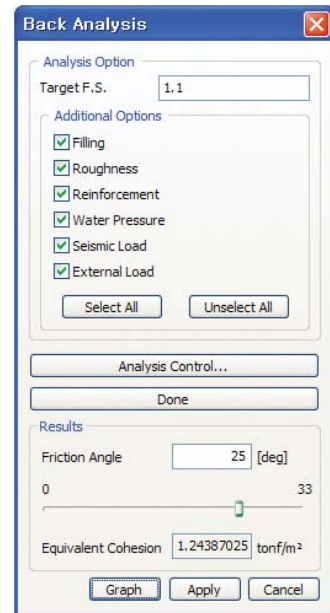 Back Analysis
Analysis Option
Target F.S. 1.1
Additional Options
Filling
Roughness
Reinforcement
Water Pressure
Seismic Load
External Load
Select All Unselect All
Analysis Control...
Done
Results
Friction Angle 25 [deg]
0 33
Equivalent Cohesion 1.24387025 tonf/m²
Graph Apply Cancel